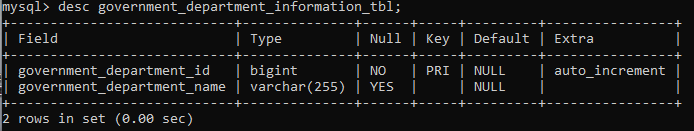 mysql> desc government_department_information_tbl;
+----------------------------+--------------+------+-----+---------+----------------+
| Field                      | Type         | Null | Key | Default | Extra          |
+----------------------------+--------------+------+-----+---------+----------------+
| government_department_id   | bigint       | NO   | PRI | NULL    | auto_increment |
| government_department_name | varchar(255) | YES  |     | NULL    |                |
+----------------------------+--------------+------+-----+---------+----------------+
2 rows in set (0.00 sec)